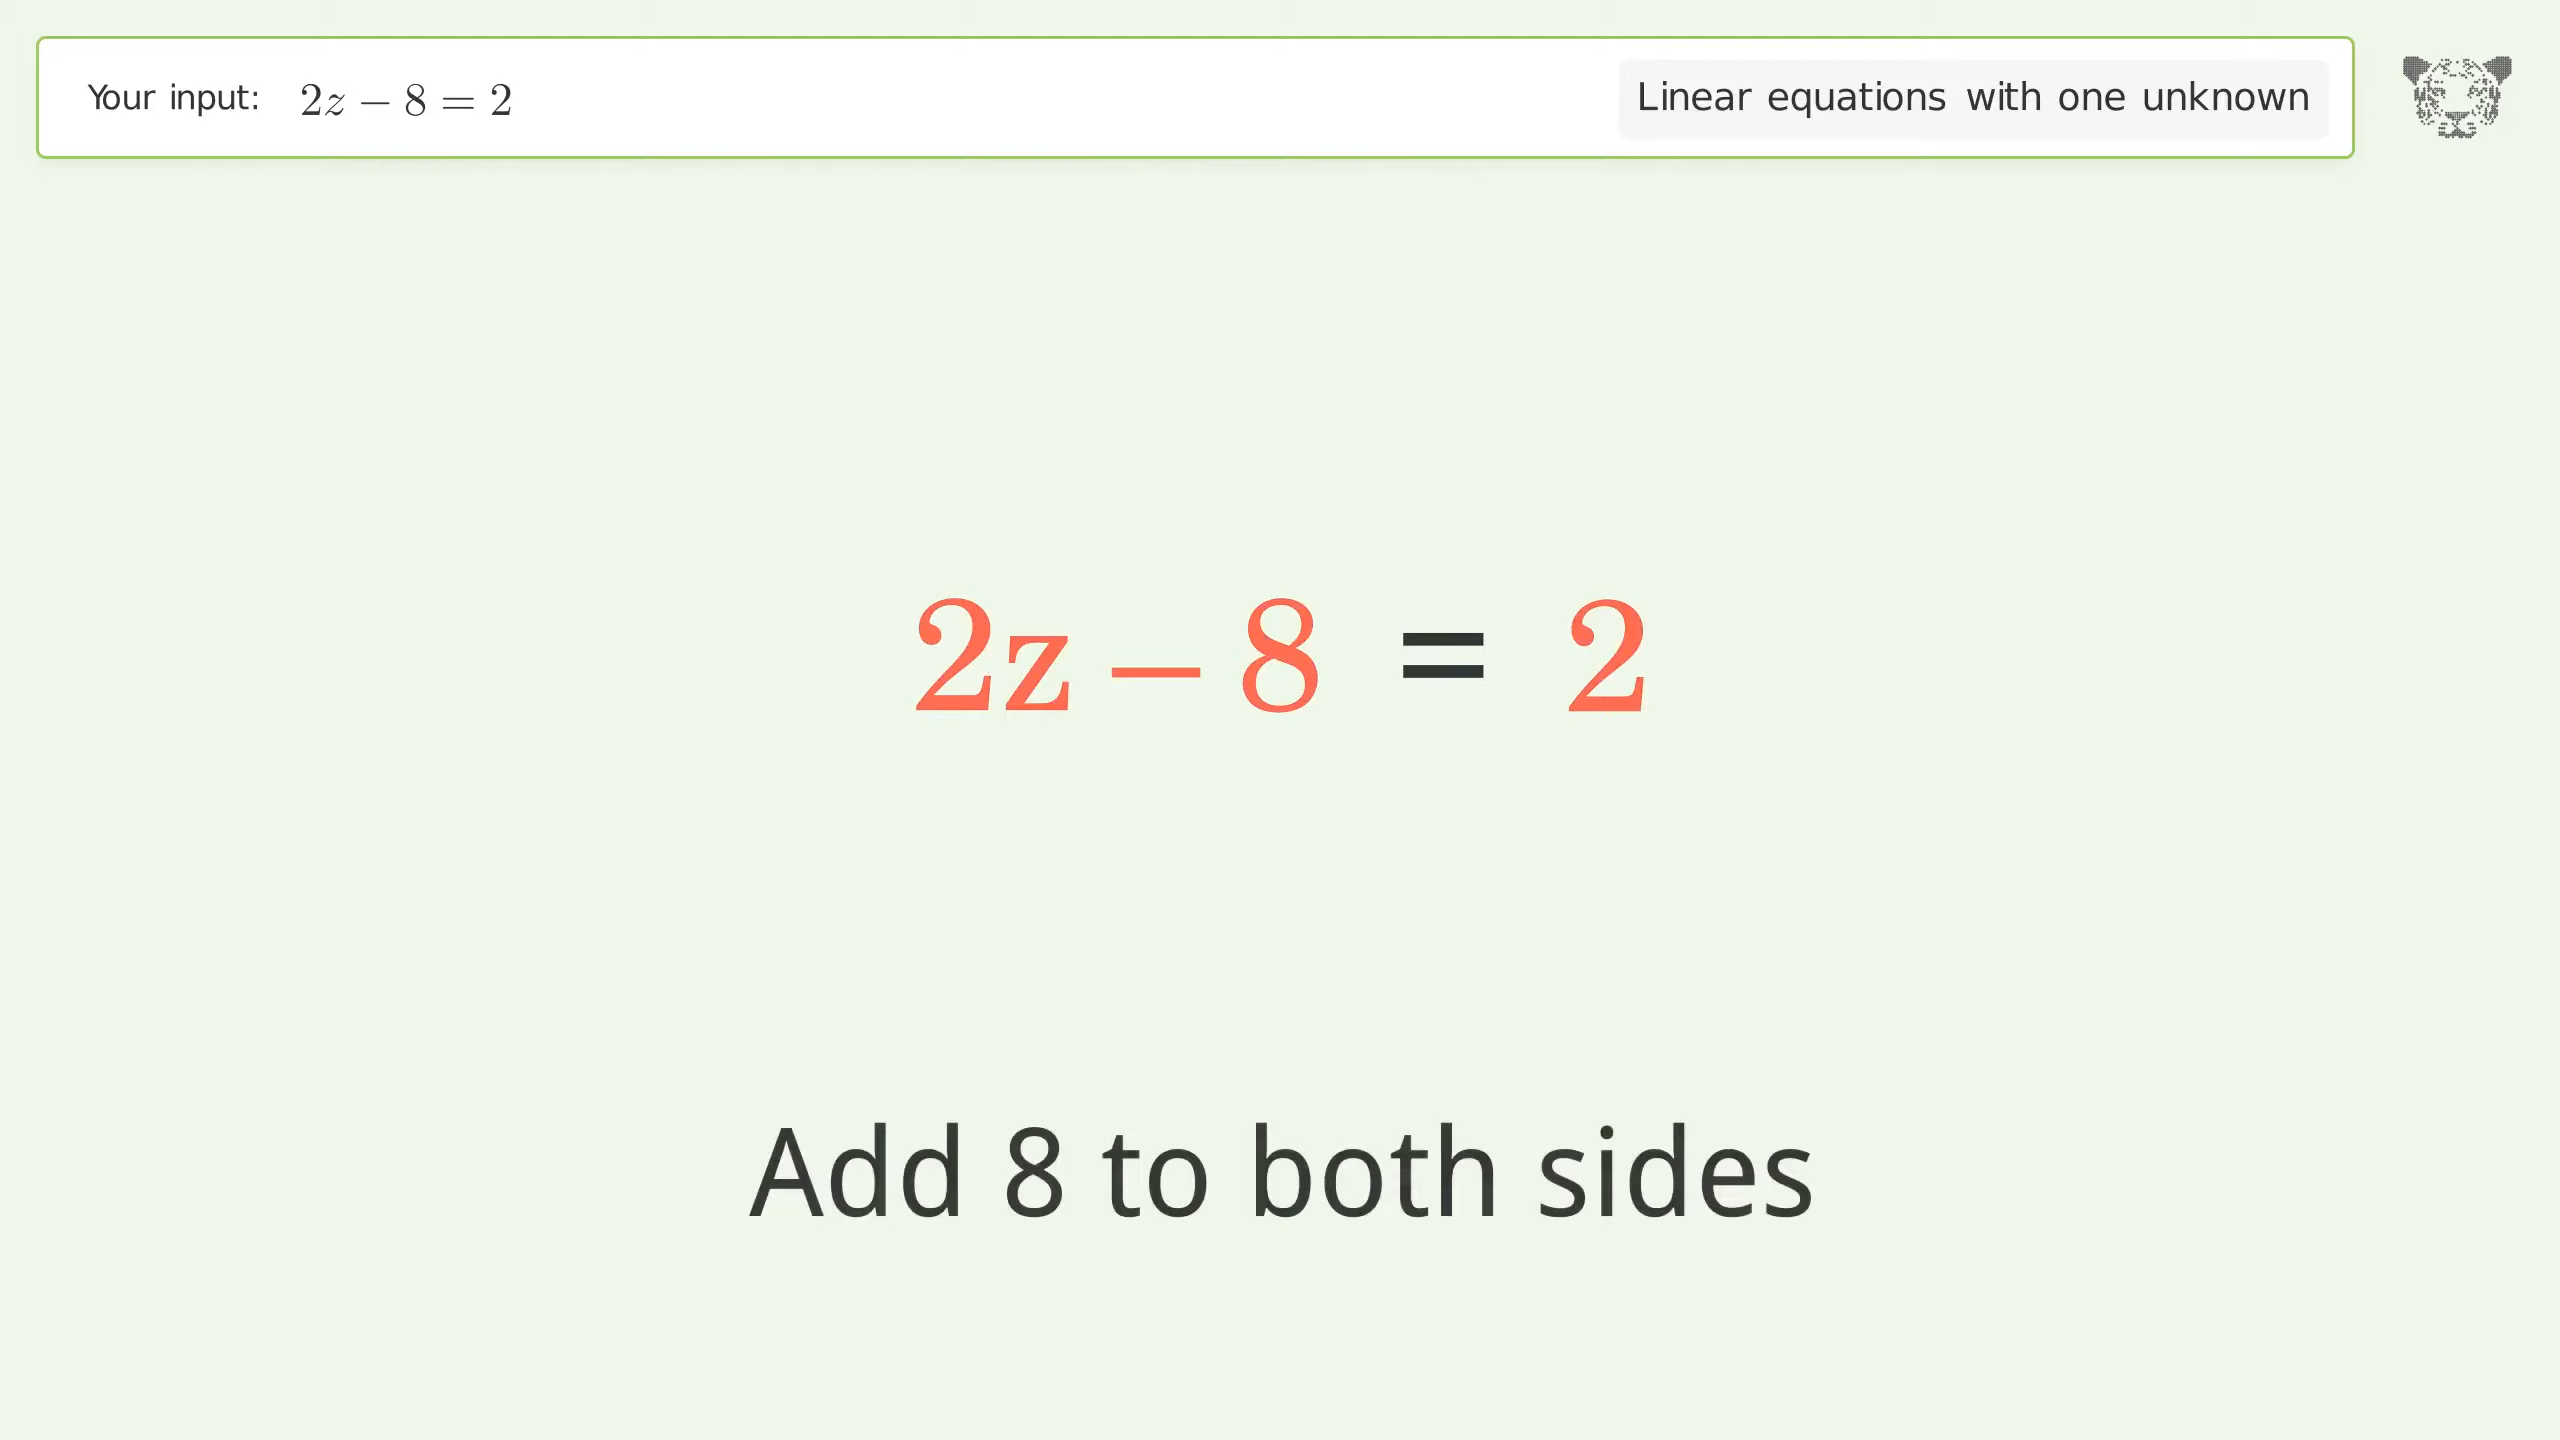 Your input: 2z − 8 = 2
Linear equations with one unknown
2z − 8 = 2
Add 8 to both sides